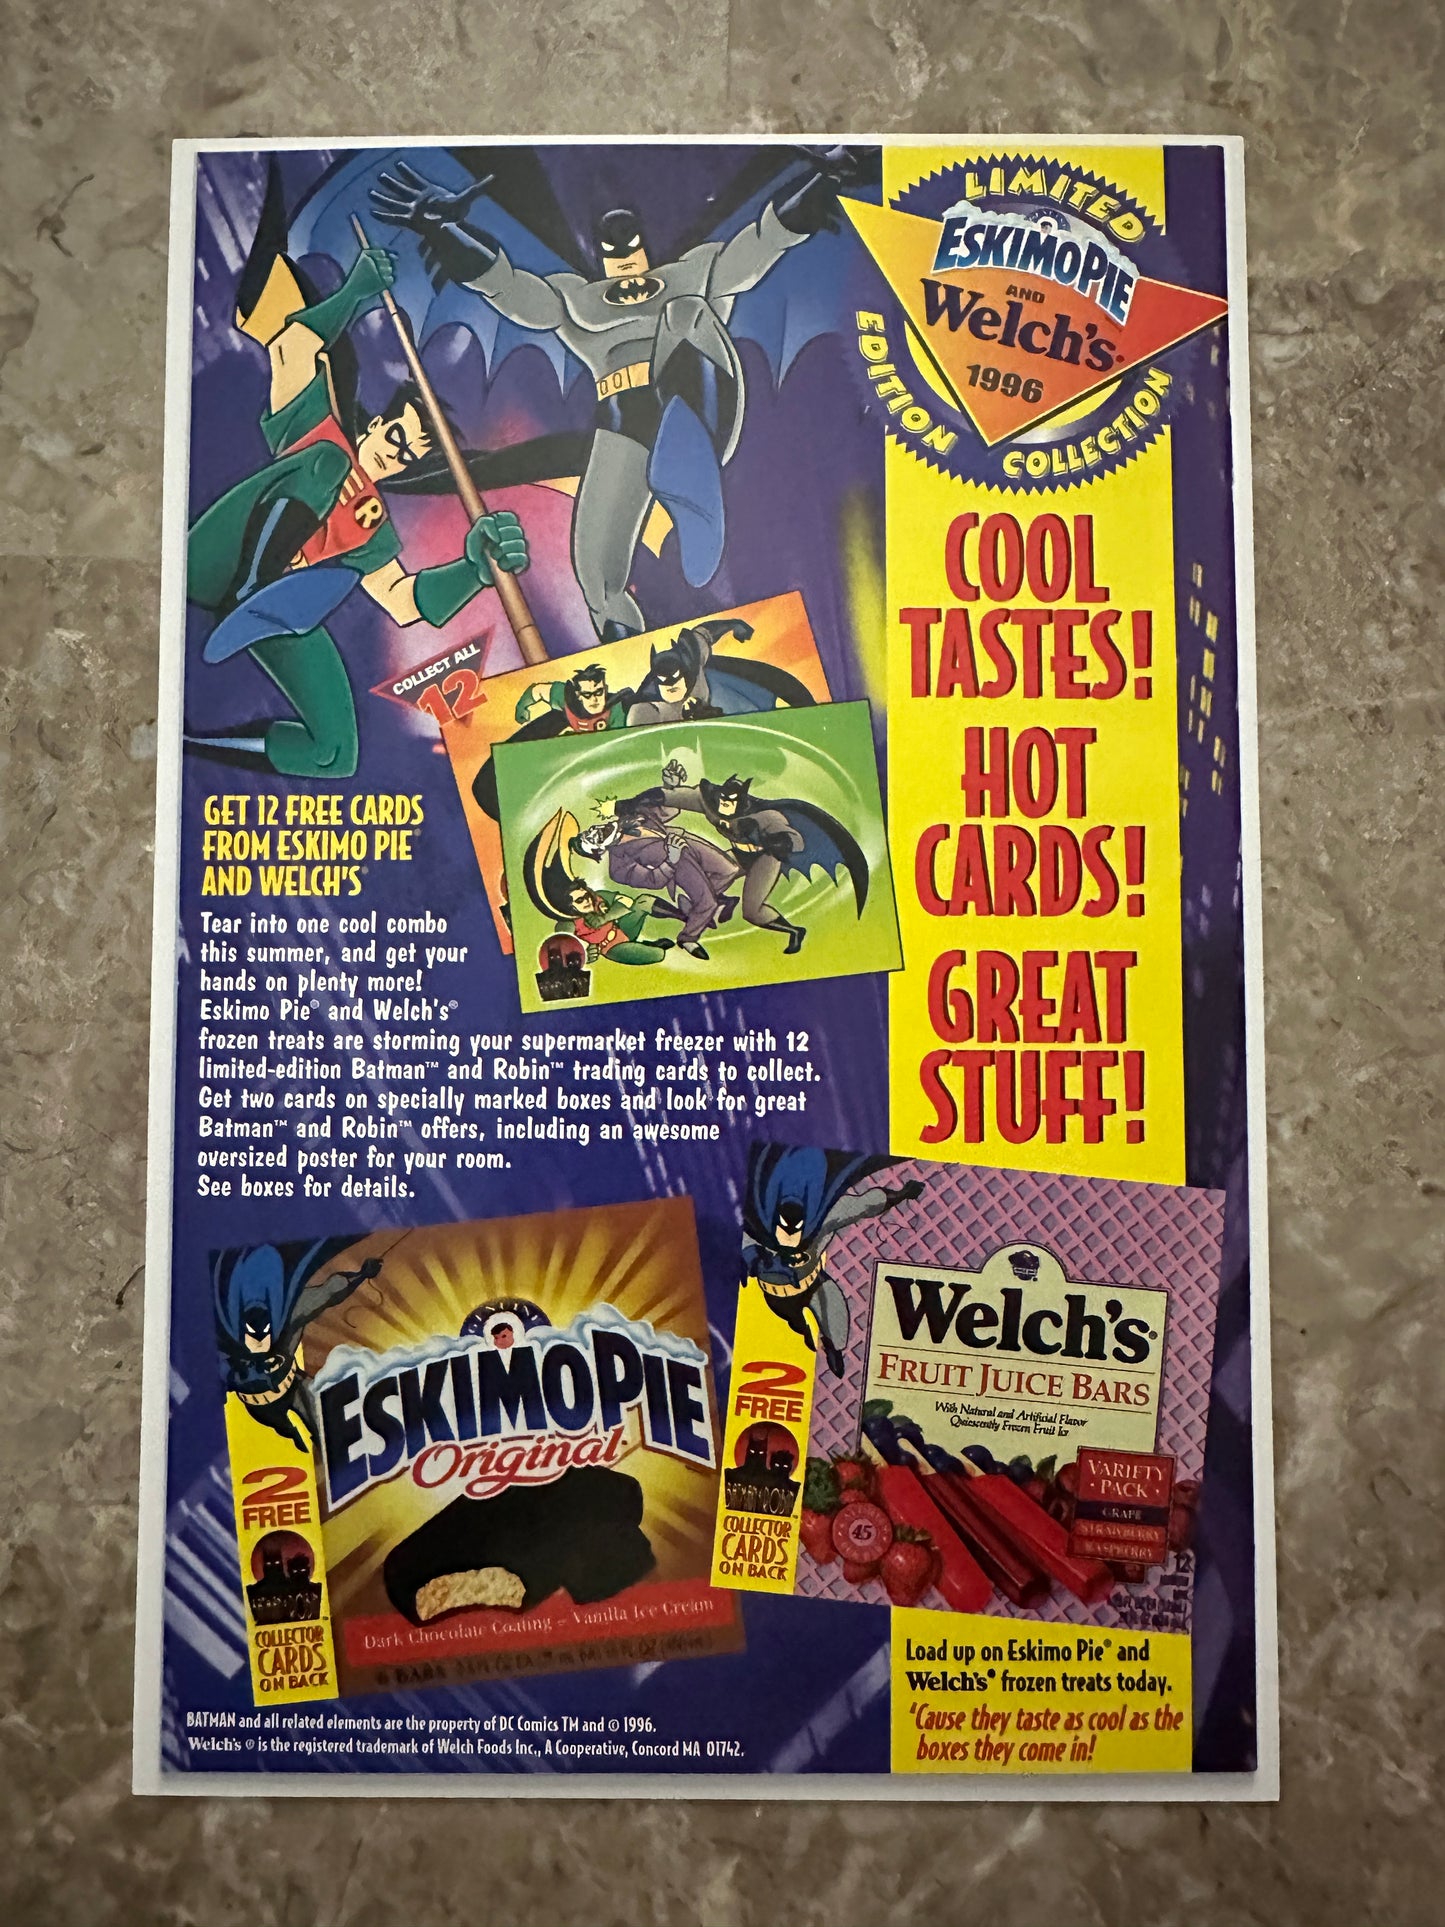 LIMITED
EDITION
COLLECTION
ESKIMO PIE
AND
Welch's
1996
COOL
TASTES!
HOT
CARDS!
GREAT
STUFF!
COLLECT ALL
12
R
GET 12 FREE CARDS
FROM ESKIMO PIE®
AND WELCH'S®
Tear into one cool combo
this summer, and get your
hands on plenty more!
Eskimo Pie® and Welch's®
frozen treats are storming your supermarket freezer with 12
limited-edition Batman™ and Robin™ trading cards to collect.
Get two cards on specially marked boxes and look for great
Batman™ and Robin™ offers, including an awesome
oversized poster for your room.
See boxes for details.
GENUINE
ESKIMO PIE
Original
Dark Chocolate Coating - Vanilla Ice Cream
2
FREE
COLLECTOR
CARDS
ON BACK
Welch's®
FRUIT JUICE BARS
With Natural and Artificial Flavor
Quiescently Frozen Fruit Ice
VARIETY
• PACK •
GRAPE
STRAWBERRY
RASPBERRY
45
12
2
FREE
BATMAN & ROBIN
COLLECTOR
CARDS
ON BACK
Load up on Eskimo Pie® and
Welch's® frozen treats today.
'Cause they taste as cool as the
boxes they come in!
BATMAN and all related elements are the property of DC Comics TM and © 1996.
Welch's ® is the registered trademark of Welch Foods Inc., A Cooperative, Concord MA 01742.